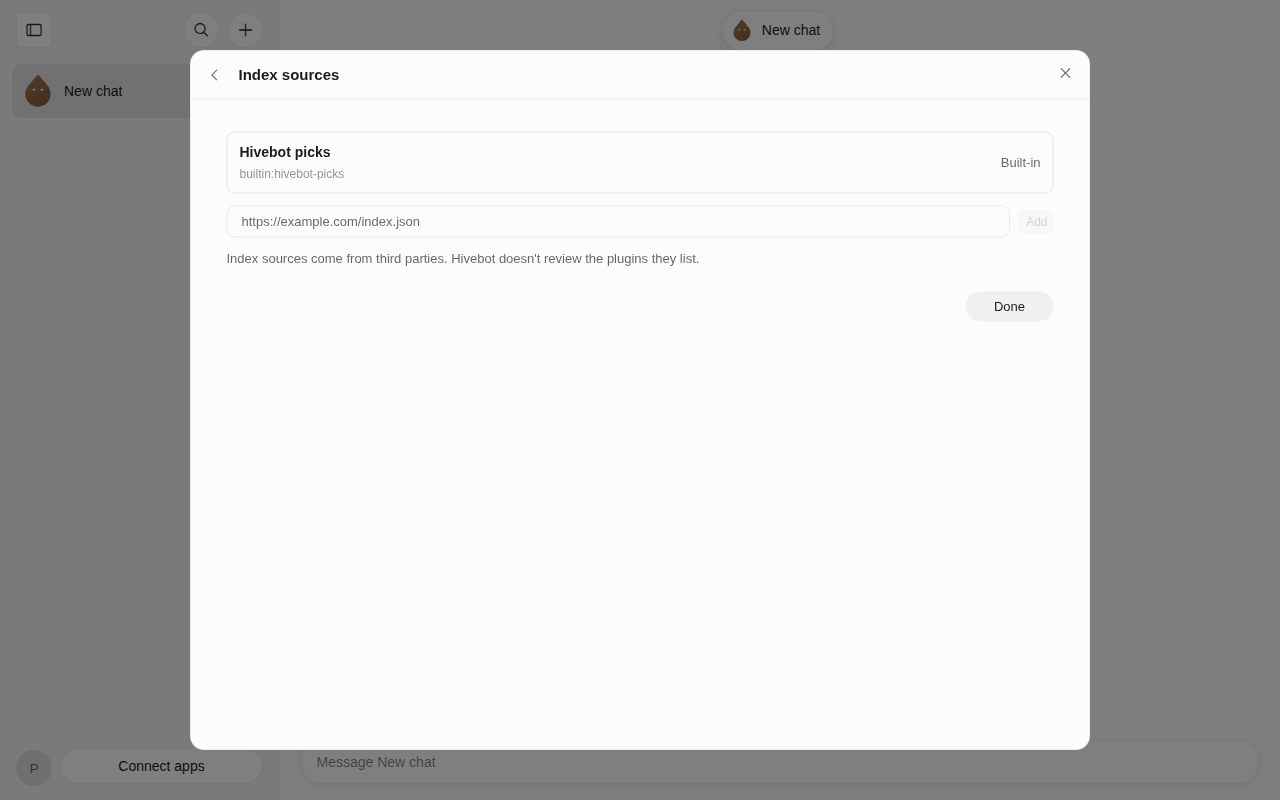 New chat
New chat
Index sources
Hivebot picks
builtin:hivebot-picks
Built-in
https://example.com/index.json
Add
Index sources come from third parties. Hivebot doesn't review the plugins they list.
Done
P
Connect apps
Message New chat